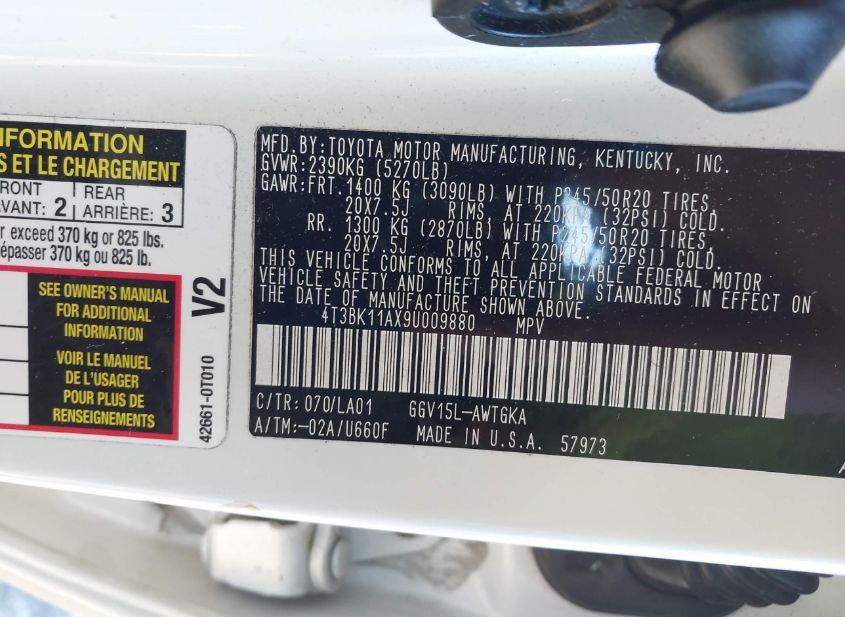 INFORMATION
S ET LE CHARGEMENT
FRONT
AVANT: 2
REAR
ARRIÈRE: 3
r exceed 370 kg or 825 lbs.
dépasser 370 kg ou 825 lb.
SEE OWNER'S MANUAL
FOR ADDITIONAL
INFORMATION
VOIR LE MANUEL
DE L'USAGER
POUR PLUS DE
RENSEIGNEMENTS
V2
42661-0T010
MFD.BY:TOYOTA MOTOR MANUFACTURING, KENTUCKY, INC.
GVWR:2390KG (5270LB)
GAWR:FRT.1400 KG (3090LB) WITH P245/50R20 TIRES,
20X7.5J RIMS, AT 220KPA (32PSI) COLD.
RR. 1300 KG (2870LB) WITH P245/50R20 TIRES,
20X7.5J RIMS, AT 220KPA (32PSI) COLD.
THIS VEHICLE CONFORMS TO ALL APPLICABLE FEDERAL MOTOR
VEHICLE SAFETY AND THEFT PREVENTION STANDARDS IN EFFECT ON
THE DATE OF MANUFACTURE SHOWN ABOVE.
4T3BK11AX9U009880 MPV
C/TR: 070/LA01 GGV15L-AWTGKA
A/TM:-02A/U660F MADE IN U.S.A. 57973